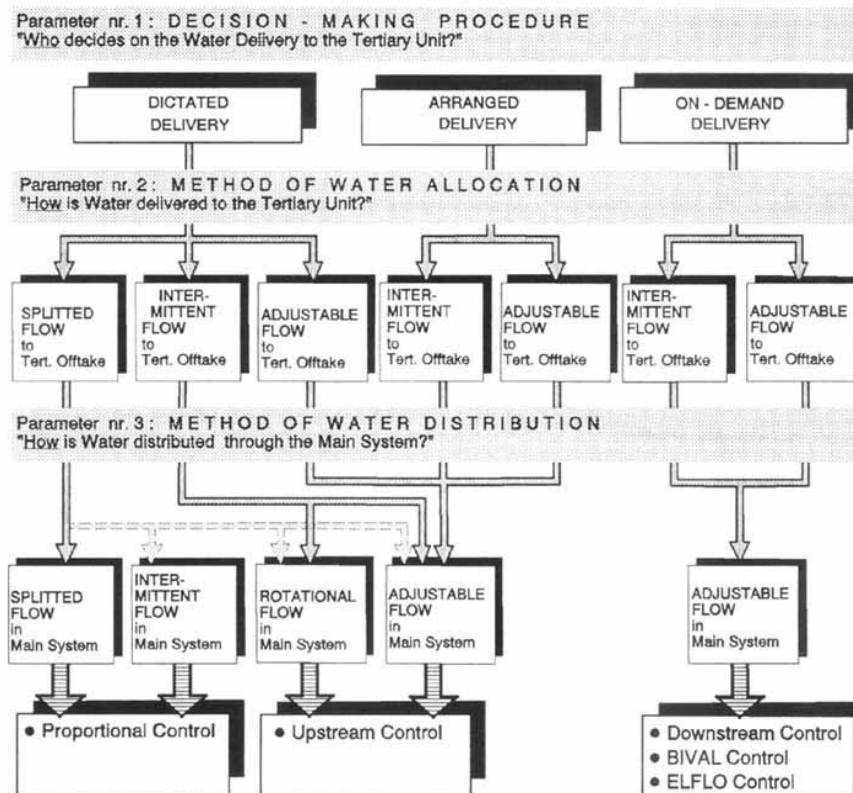 Parameter nr. 1 : DECISION - MAKING PROCEDURE
"Who decides on the Water Delivery to the Tertiary Unit?"
DICTATED
DELIVERY
ARRANGED
DELIVERY
ON - DEMAND
DELIVERY
Parameter nr. 2 : METHOD OF WATER ALLOCATION
"How is Water delivered to the Tertiary Unit?"
SPLITTED
FLOW
to
Tert. Offtake
INTER-
MITTENT
FLOW
to
Tert. Offtake
ADJUSTABLE
FLOW
to
Tert. Offtake
INTER-
MITTENT
FLOW
to
Tert. Offtake
ADJUSTABLE
FLOW
to
Tert. Offtake
INTER-
MITTENT
FLOW
to
Tert. Offtake
ADJUSTABLE
FLOW
to
Tert. Offtake
Parameter nr. 3 : METHOD OF WATER DISTRIBUTION
"How is Water distributed through the Main System?"
SPLITTED
FLOW
in
Main System
INTER-
MITTENT
FLOW
in
Main System
ROTATIONAL
FLOW
in
Main System
ADJUSTABLE
FLOW
in
Main System
ADJUSTABLE
FLOW
in
Main System
• Proportional Control
• Upstream Control
• Downstream Control
• BIVAL Control
• ELFLO Control